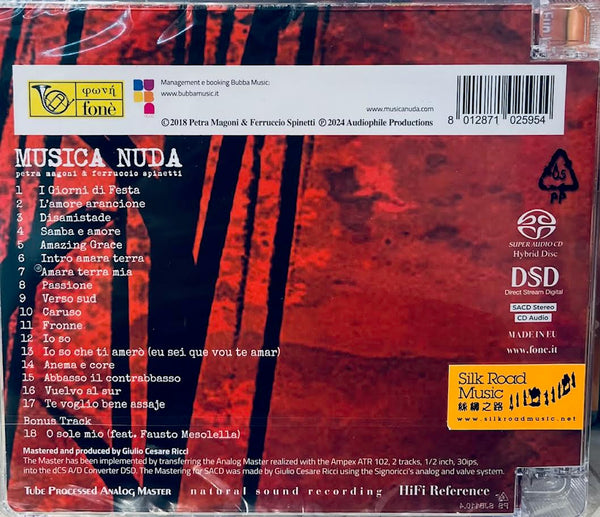 φωνή
fonè
Management e booking Bubba Music:
www.bubbamusic.it
www.musicanuda.com
©2018 Petra Magoni & Ferruccio Spinetti ℗2024 Audiophile Productions
8 012871 025954
MUSICA NUDA
petra magoni & ferruccio spinetti
1 I Giorni di Festa
2 L'amore arancione
3 Disamistade
4 Samba e amore
5 Amazing Grace
6 Intro amara terra
7 Amara terra mia
8 Passione
9 Verso sud
10 Caruso
11 Fronne
12 Io so
13 Io so che ti amerò (eu sei que vou te amar)
14 Anema e core
15 Abbasso il contrabbasso
16 Vuelvo al sur
17 Te voglio bene assaje
Bonus Track
18 O sole mio (feat. Fausto Mesolella)
Mastered and produced by Giulio Cesare Ricci
The Master has been implemented by transferring the Analog Master realized with the Ampex ATR 102, 2 tracks, 1/2 inch, 30ips,
into the dCS A/D Converter DSD. The Mastering for SACD was made by Giulio Cesare Ricci using the Signoricci's analog and valve system.
Tube Processed Analog Master natural sound recording HiFi Reference
05
PP
SUPER AUDIO CD
Hybrid Disc
DSD
Direct Stream Digital
SACD Stereo
CD Audio
MADE IN EU
www.fone.it
Silk Road
Music
絲綢之路
www.silkroadmusic.net